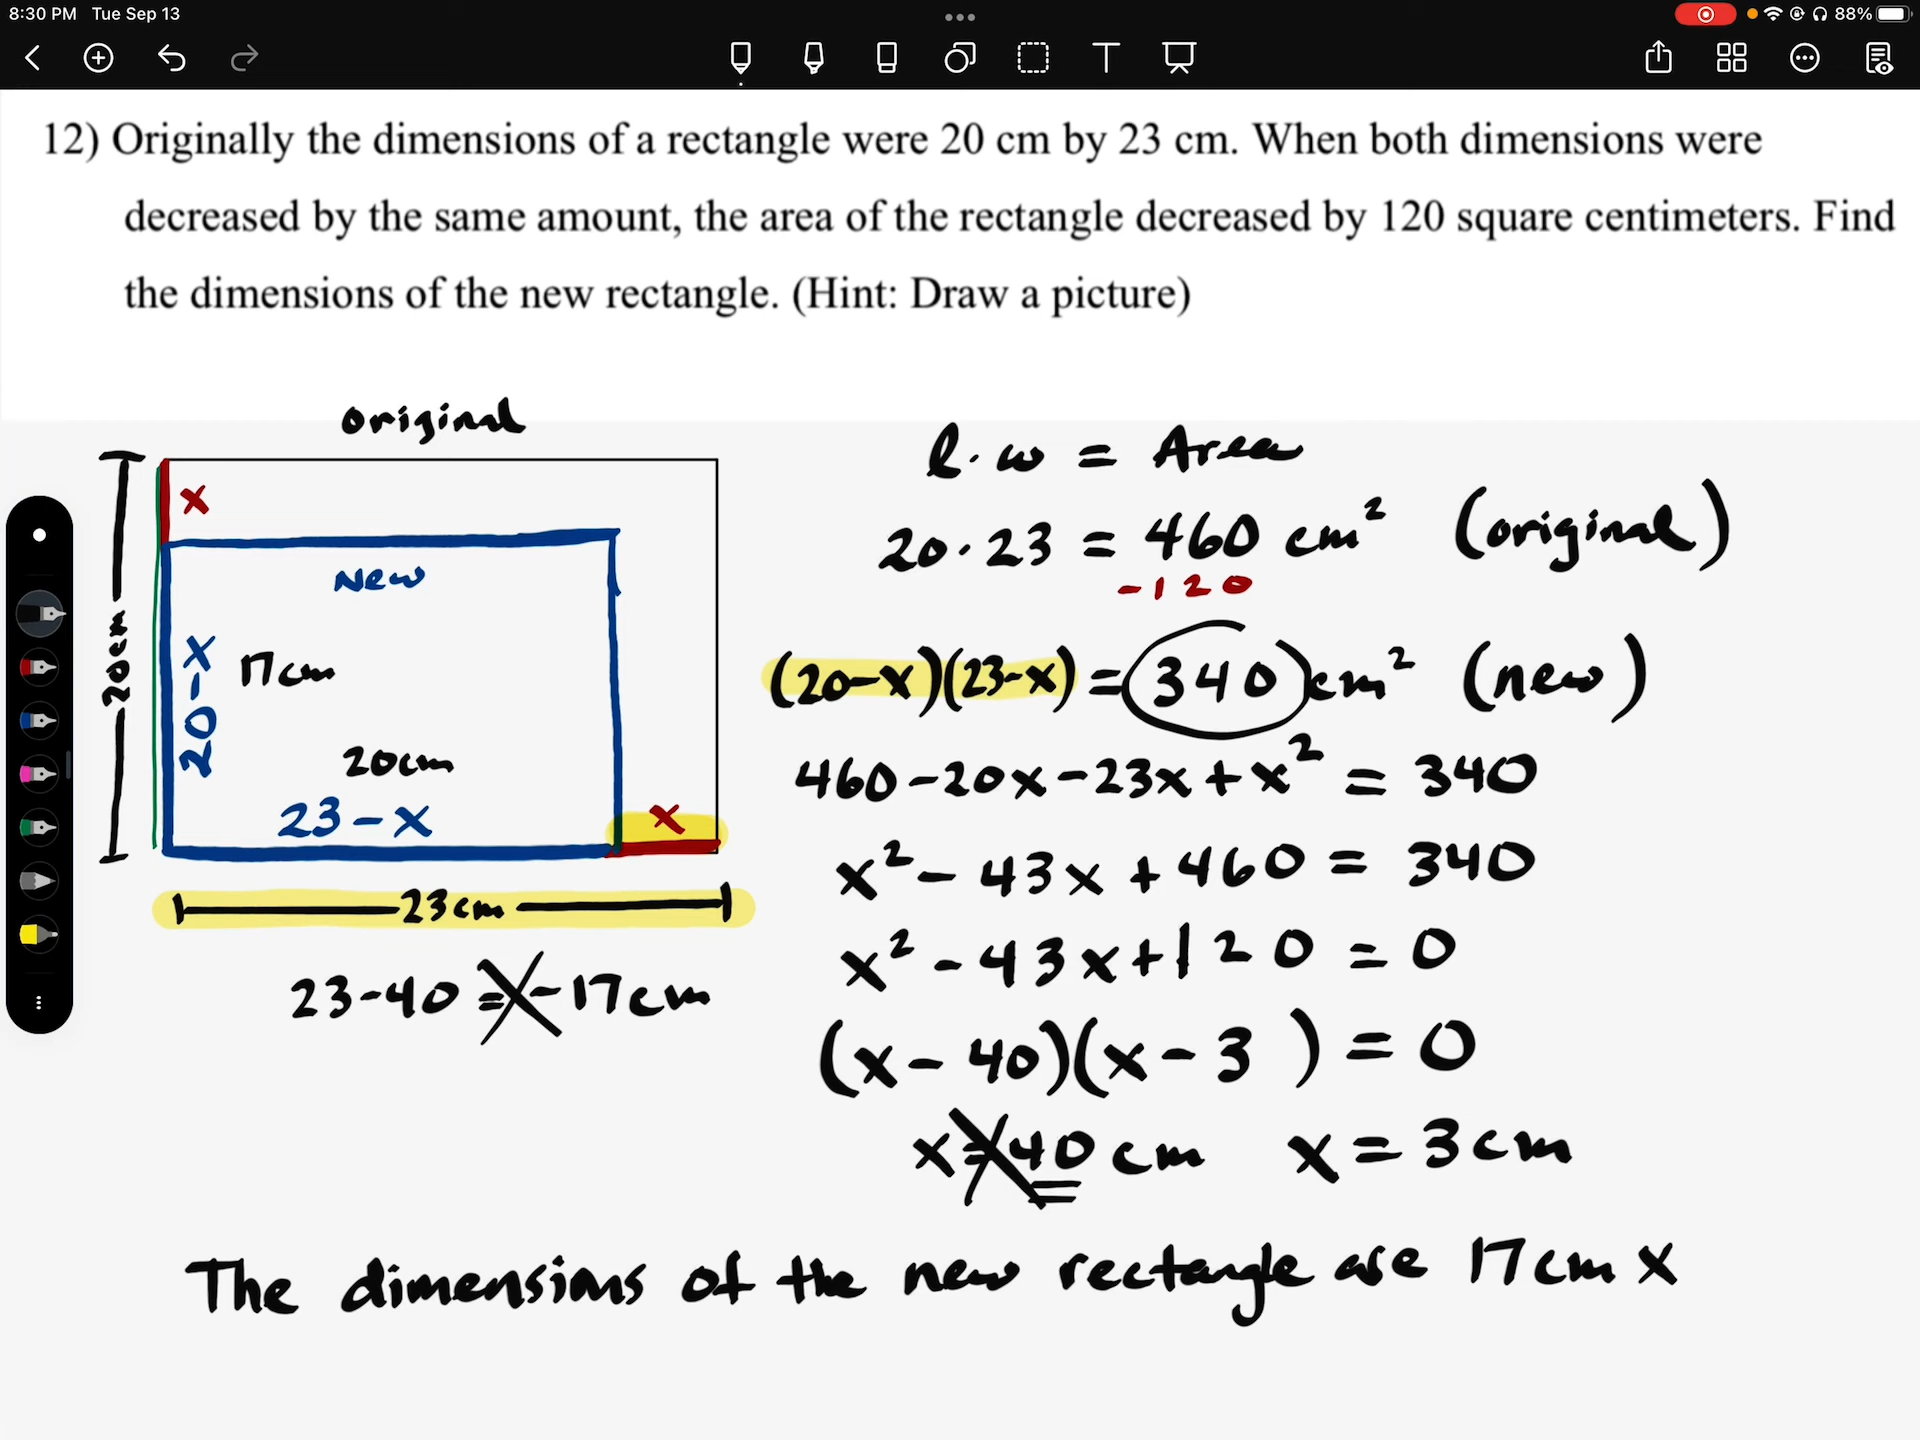 8:30 PM Tue Sep 13
88%
12) Originally the dimensions of a rectangle were 20 cm by 23 cm. When both dimensions were
decreased by the same amount, the area of the rectangle decreased by 120 square centimeters. Find
the dimensions of the new rectangle. (Hint: Draw a picture)
original
x
New
20cm
20-x
17cm
20cm
23-x
x
23cm
23-40 = -17cm
l·w = Area
20·23 = 460 cm² (original)
-120
(20-x)(23-x) = 340 cm² (new)
460-20x-23x+x² = 340
x²-43x+460 = 340
x²-43x+120 = 0
(x-40)(x-3) = 0
x=40cm x=3cm
The dimensions of the new rectangle are 17cm x